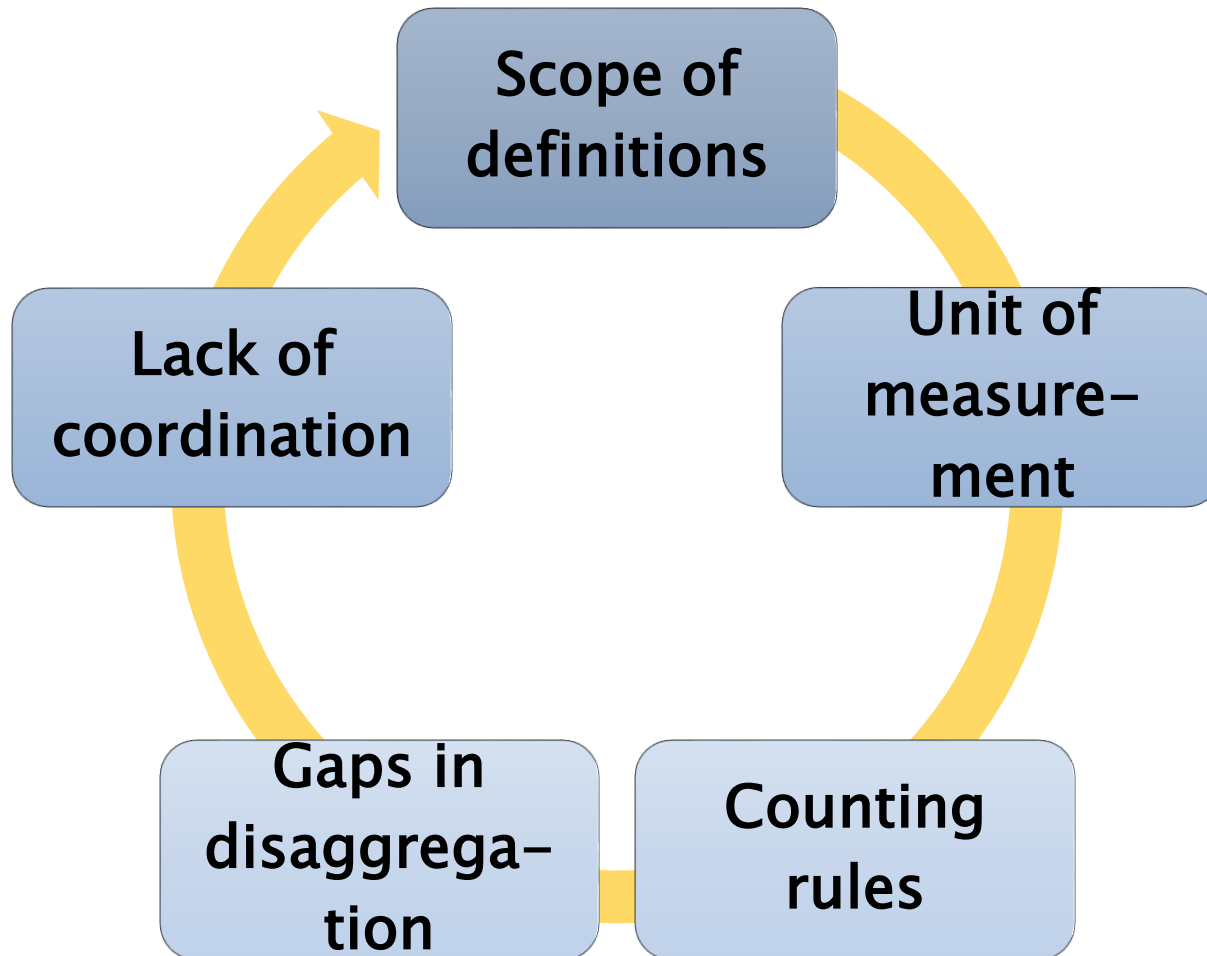 Scope of
definitions
Unit of
measure-
ment
Counting
rules
Gaps in
disaggrega-
tion
Lack of
coordination